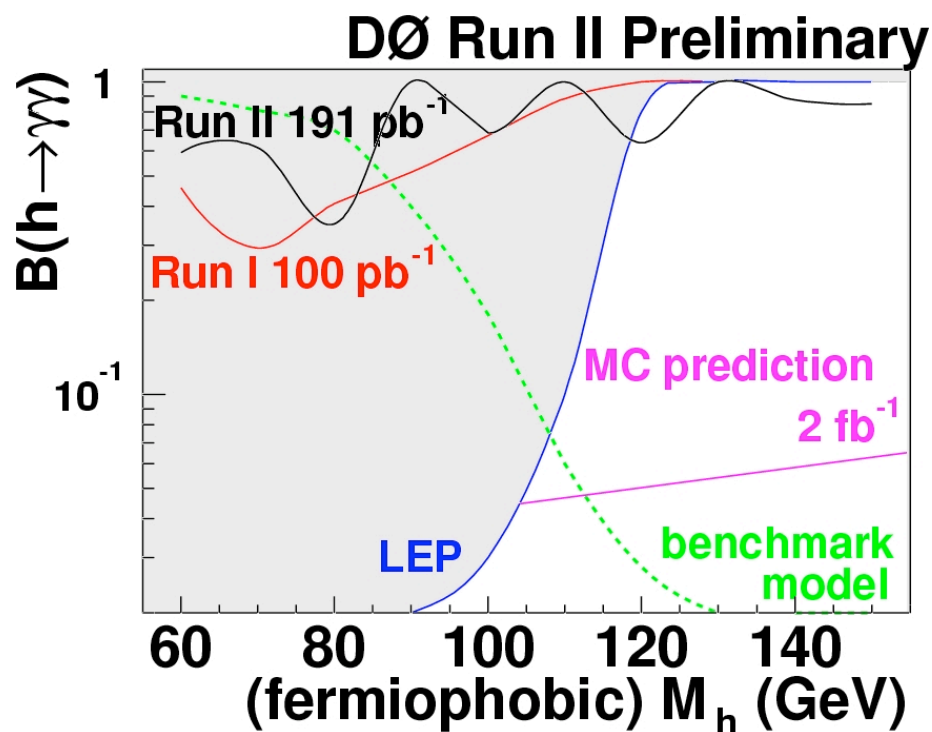 DØ Run II Preliminary
B(h→γγ)
1
Run II 191 pb⁻¹
Run I 100 pb⁻¹
MC prediction
2 fb⁻¹
10⁻¹
LEP
benchmark
model
60 80 100 120 140
(fermiophobic) Mₕ (GeV)